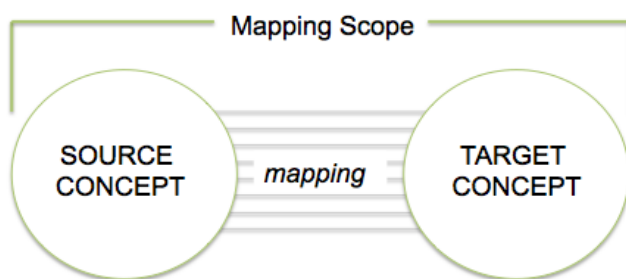 Mapping Scope
SOURCE
CONCEPT
mapping
TARGET
CONCEPT